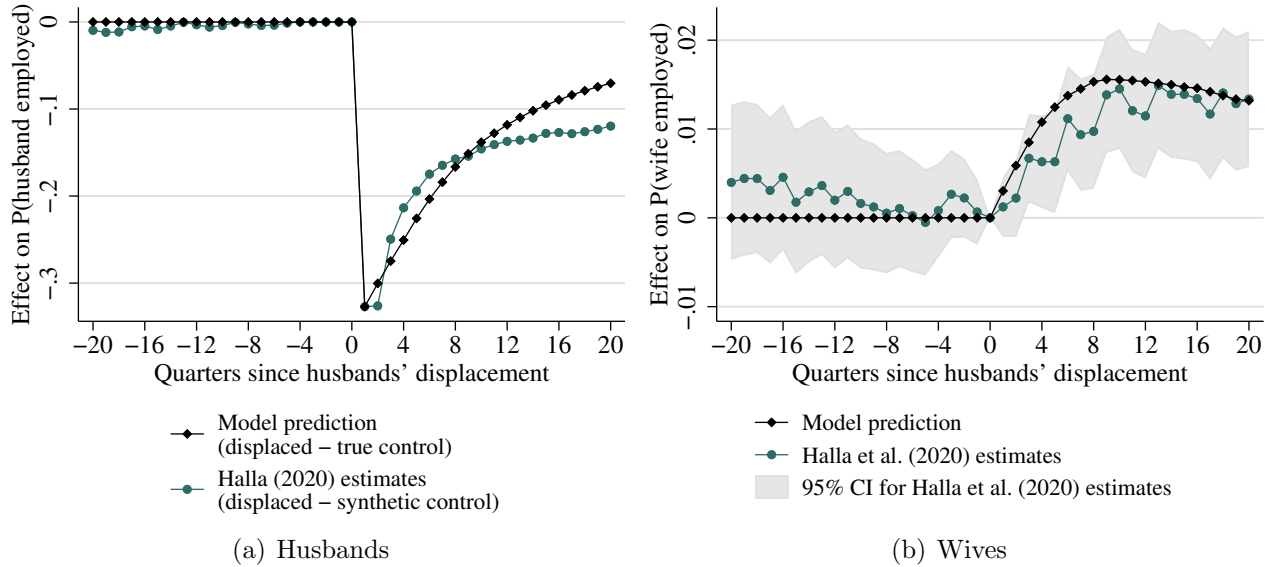 Effect on P(husband employed)
0
−.1
−.2
−.3
−20 −16 −12 −8 −4 0 4 8 12 16 20
Quarters since husbands’ displacement
Model prediction
(displaced − true control)
Halla (2020) estimates
(displaced − synthetic control)
(a) Husbands
Effect on P(wife employed)
.02
.01
0
−.01
−20 −16 −12 −8 −4 0 4 8 12 16 20
Quarters since husbands’ displacement
Model prediction
Halla et al. (2020) estimates
95% CI for Halla et al. (2020) estimates
(b) Wives